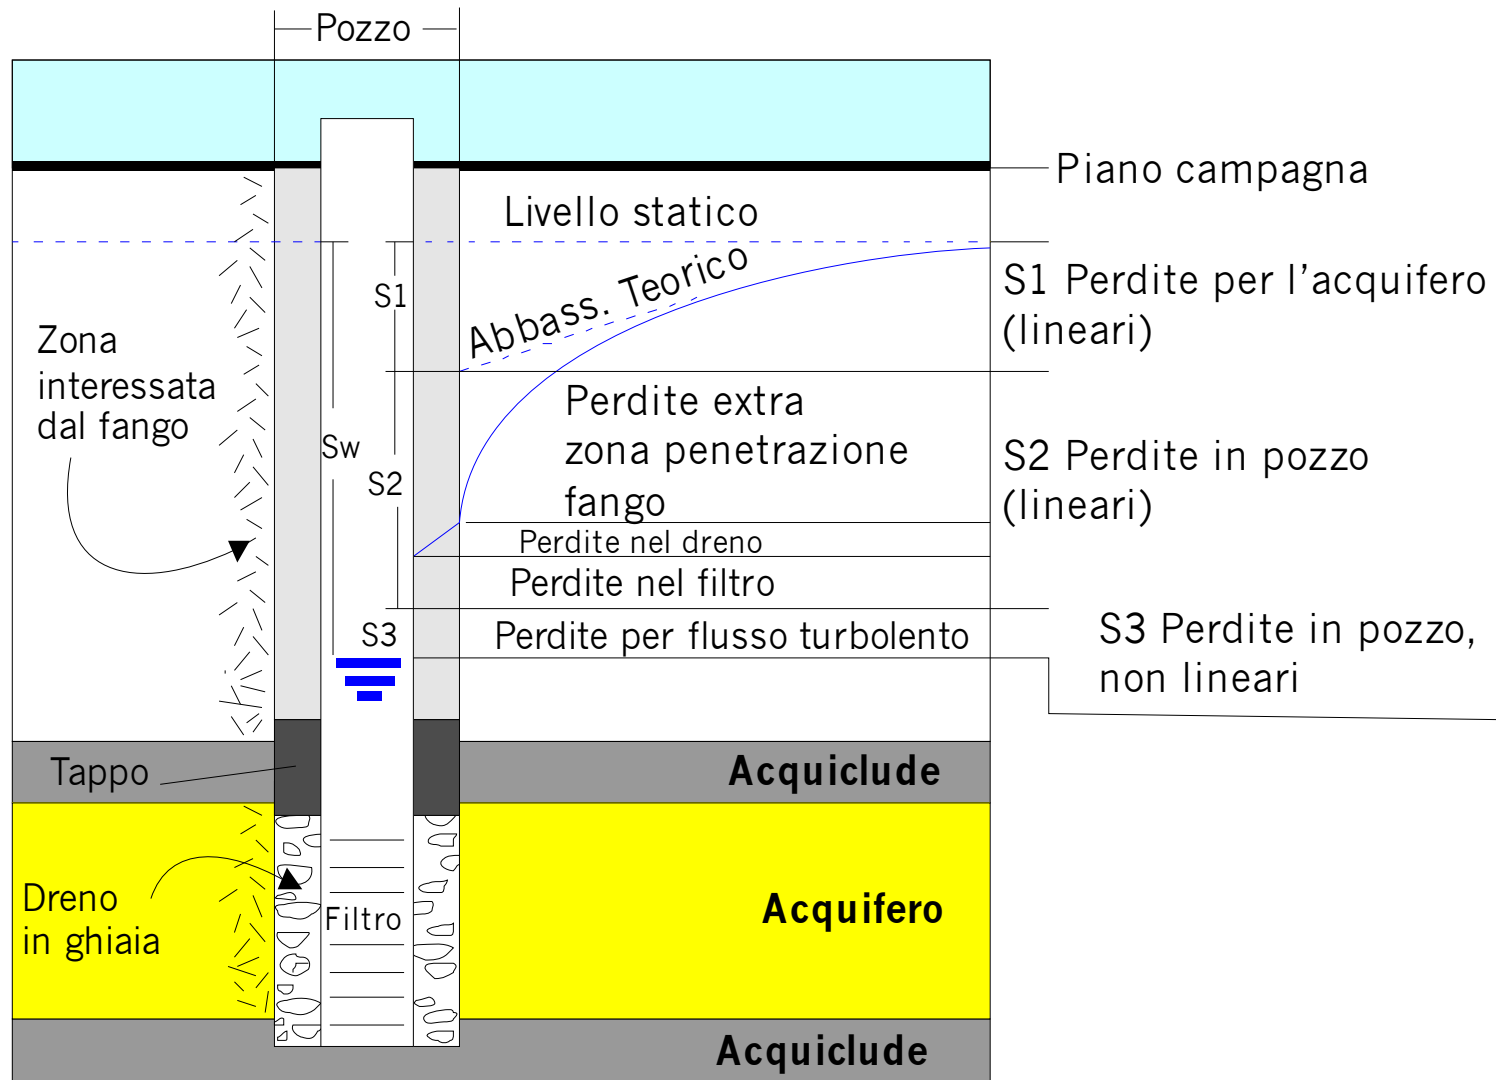 Pozzo
Piano campagna
Livello statico
S1
Abbass. Teorico
S1 Perdite per l'acquifero
(lineari)
Zona
interessata
dal fango
Sw
S2
Perdite extra
zona penetrazione
fango
S2 Perdite in pozzo
(lineari)
Perdite nel dreno
Perdite nel filtro
S3
Perdite per flusso turbolento
S3 Perdite in pozzo,
non lineari
Tappo
Acquiclude
Dreno
in ghiaia
Filtro
Acquifero
Acquiclude